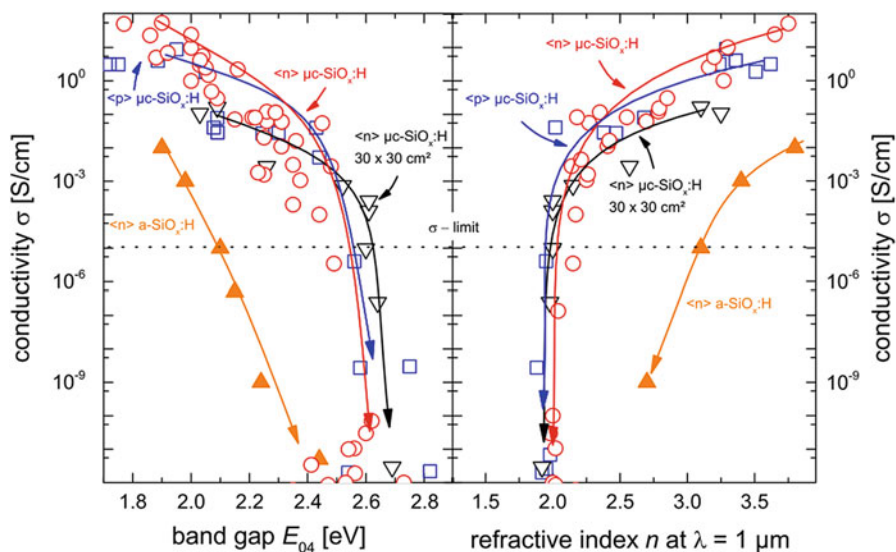 conductivity σ [S/cm]
10⁰
10⁻³
10⁻⁶
10⁻⁹
<p> µc-SiOₓ:H
<n> µc-SiOₓ:H
<n> µc-SiOₓ:H
30 x 30 cm²
<n> a-SiOₓ:H
σ – limit
1.8 2.0 2.2 2.4 2.6 2.8
band gap E₀₄ [eV]
<n> µc-SiOₓ:H
<p> µc-SiOₓ:H
<n> µc-SiOₓ:H
30 x 30 cm²
<n> a-SiOₓ:H
1.5 2.0 2.5 3.0 3.5
refractive index n at λ = 1 µm
10⁰
10⁻³
10⁻⁶
10⁻⁹
conductivity σ [S/cm]